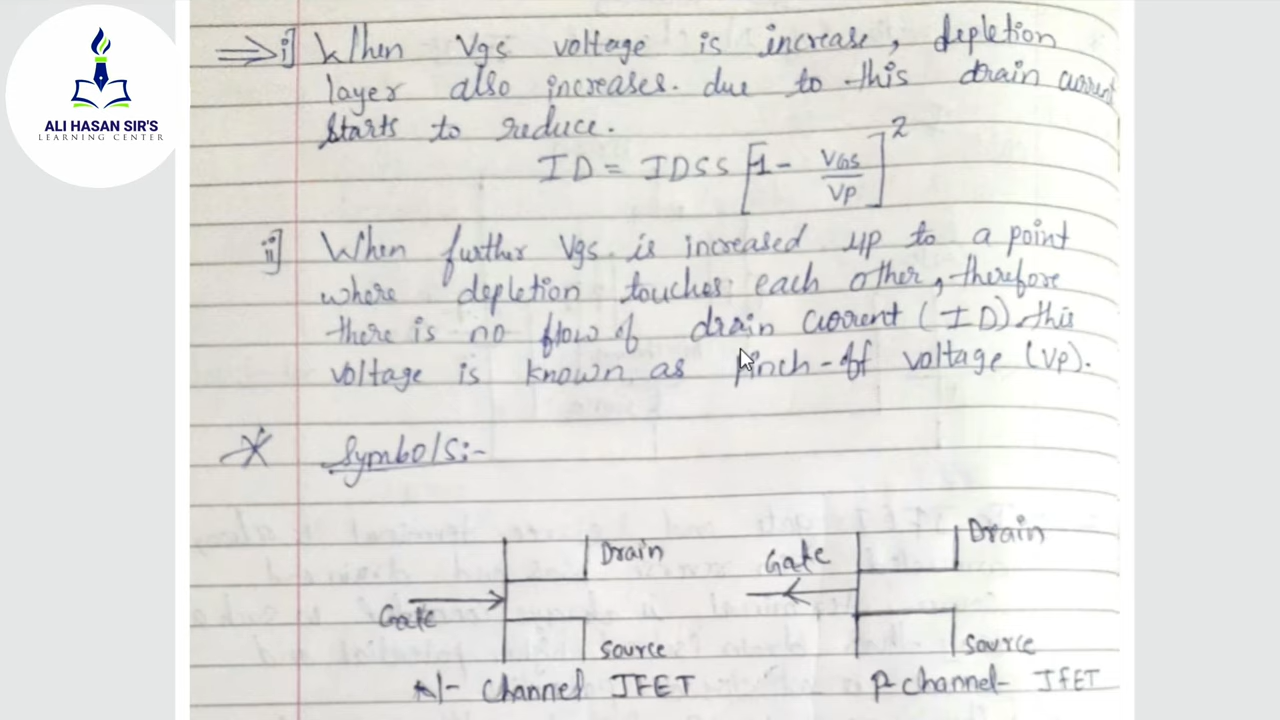 ALI HASAN SIR'S
LEARNING CENTER
i] When Vgs voltage is increase, depletion
layer also increases. due to this drain current
starts to reduce.
ID = IDSS [1 - VGS/VP]²
ii] When further Vgs is increased up to a point
where depletion touches each other, therefore
there is no flow of drain current (ID) this
voltage is known as pinch-off voltage (VP).
Symbols:-
Drain
Gate
Source
N- Channel JFET
Drain
Gate
Source
P-channel- JFET